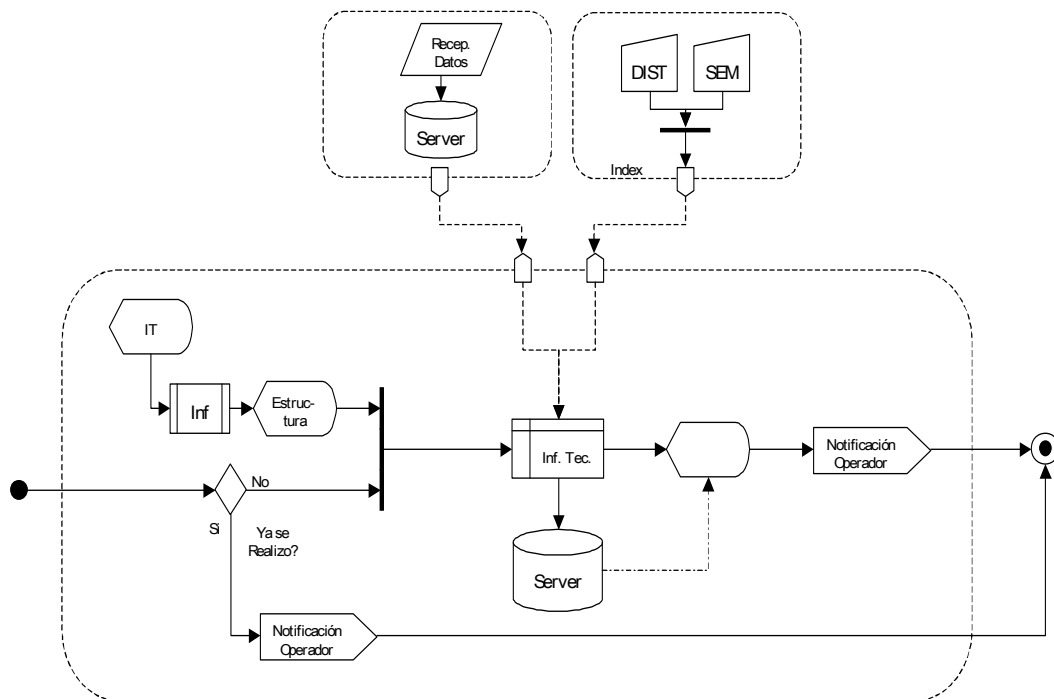 Recep.
Datos
Server
DIST
SEM
Index
IT
Inf
Estruc-
tura
Inf. Tec.
Notificación
Operador
No
Si
Ya se
Realizo?
Server
Notificación
Operador